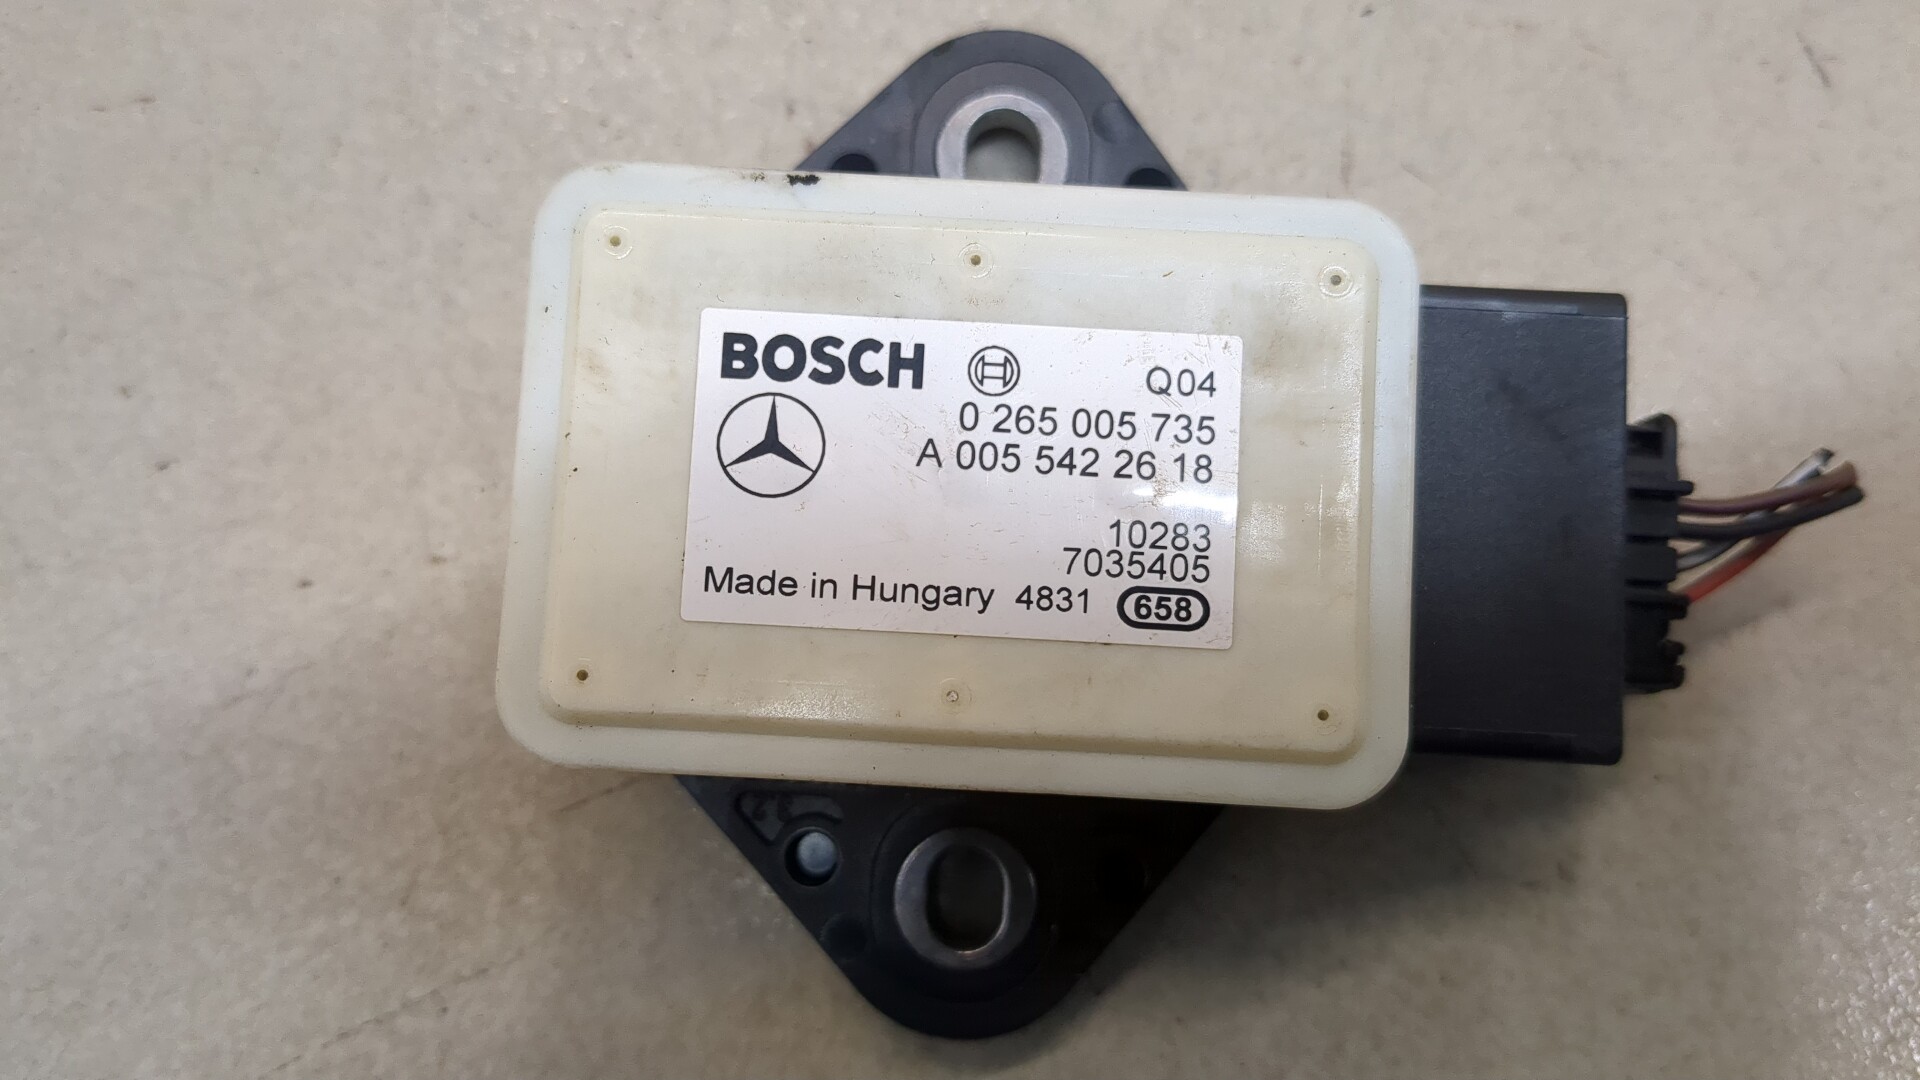 BOSCH Q04
0 265 005 735
A 005 542 26 18
10283
7035405
Made in Hungary 4831 658